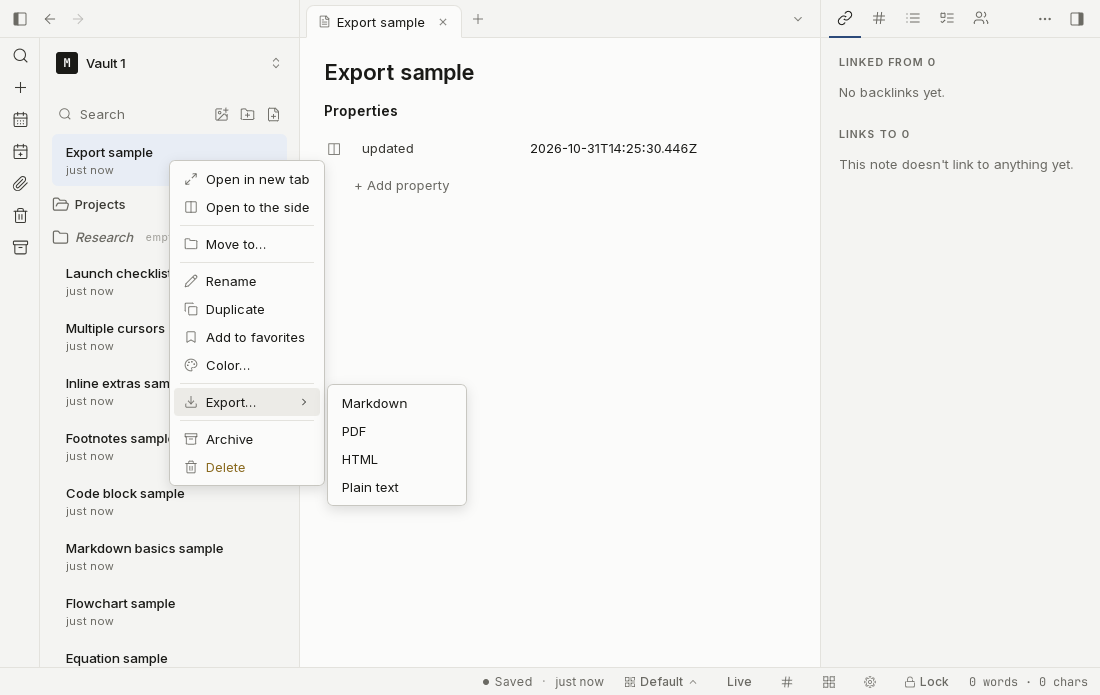 Export sample
M
Vault 1
Search
Export sample
just now
Projects
Research
Launch checklist
just now
Multiple cursors
just now
Inline extras sam
just now
Footnotes sample
just now
Code block sample
just now
Markdown basics sample
just now
Flowchart sample
just now
Equation sample
Open in new tab
Open to the side
Move to...
Rename
Duplicate
Add to favorites
Color...
Export...
Archive
Delete
Markdown
PDF
HTML
Plain text
Export sample
Properties
updated 2026-10-31T14:25:30.446Z
+ Add property
LINKED FROM 0
No backlinks yet.
LINKS TO 0
This note doesn't link to anything yet.
Saved · just now Default Live Lock 0 words · 0 chars